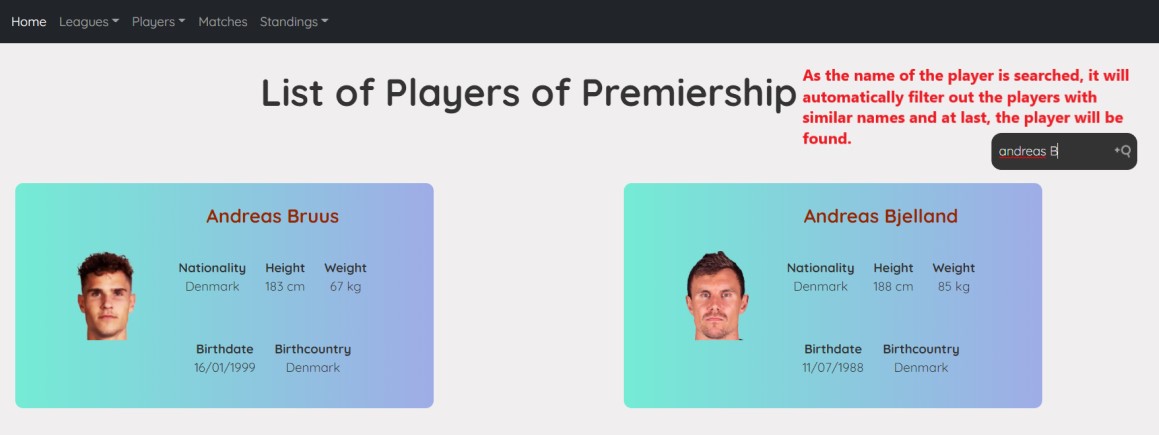 Home Leagues Players Matches Standings
List of Players of Premiership
As the name of the player is searched, it will
automatically filter out the players with
similar names and at last, the player will be
found.
andreas B
Andreas Bruus
Nationality Height Weight
Denmark 183 cm 67 kg
Birthdate Birthcountry
16/01/1999 Denmark
Andreas Bjelland
Nationality Height Weight
Denmark 188 cm 85 kg
Birthdate Birthcountry
11/07/1988 Denmark